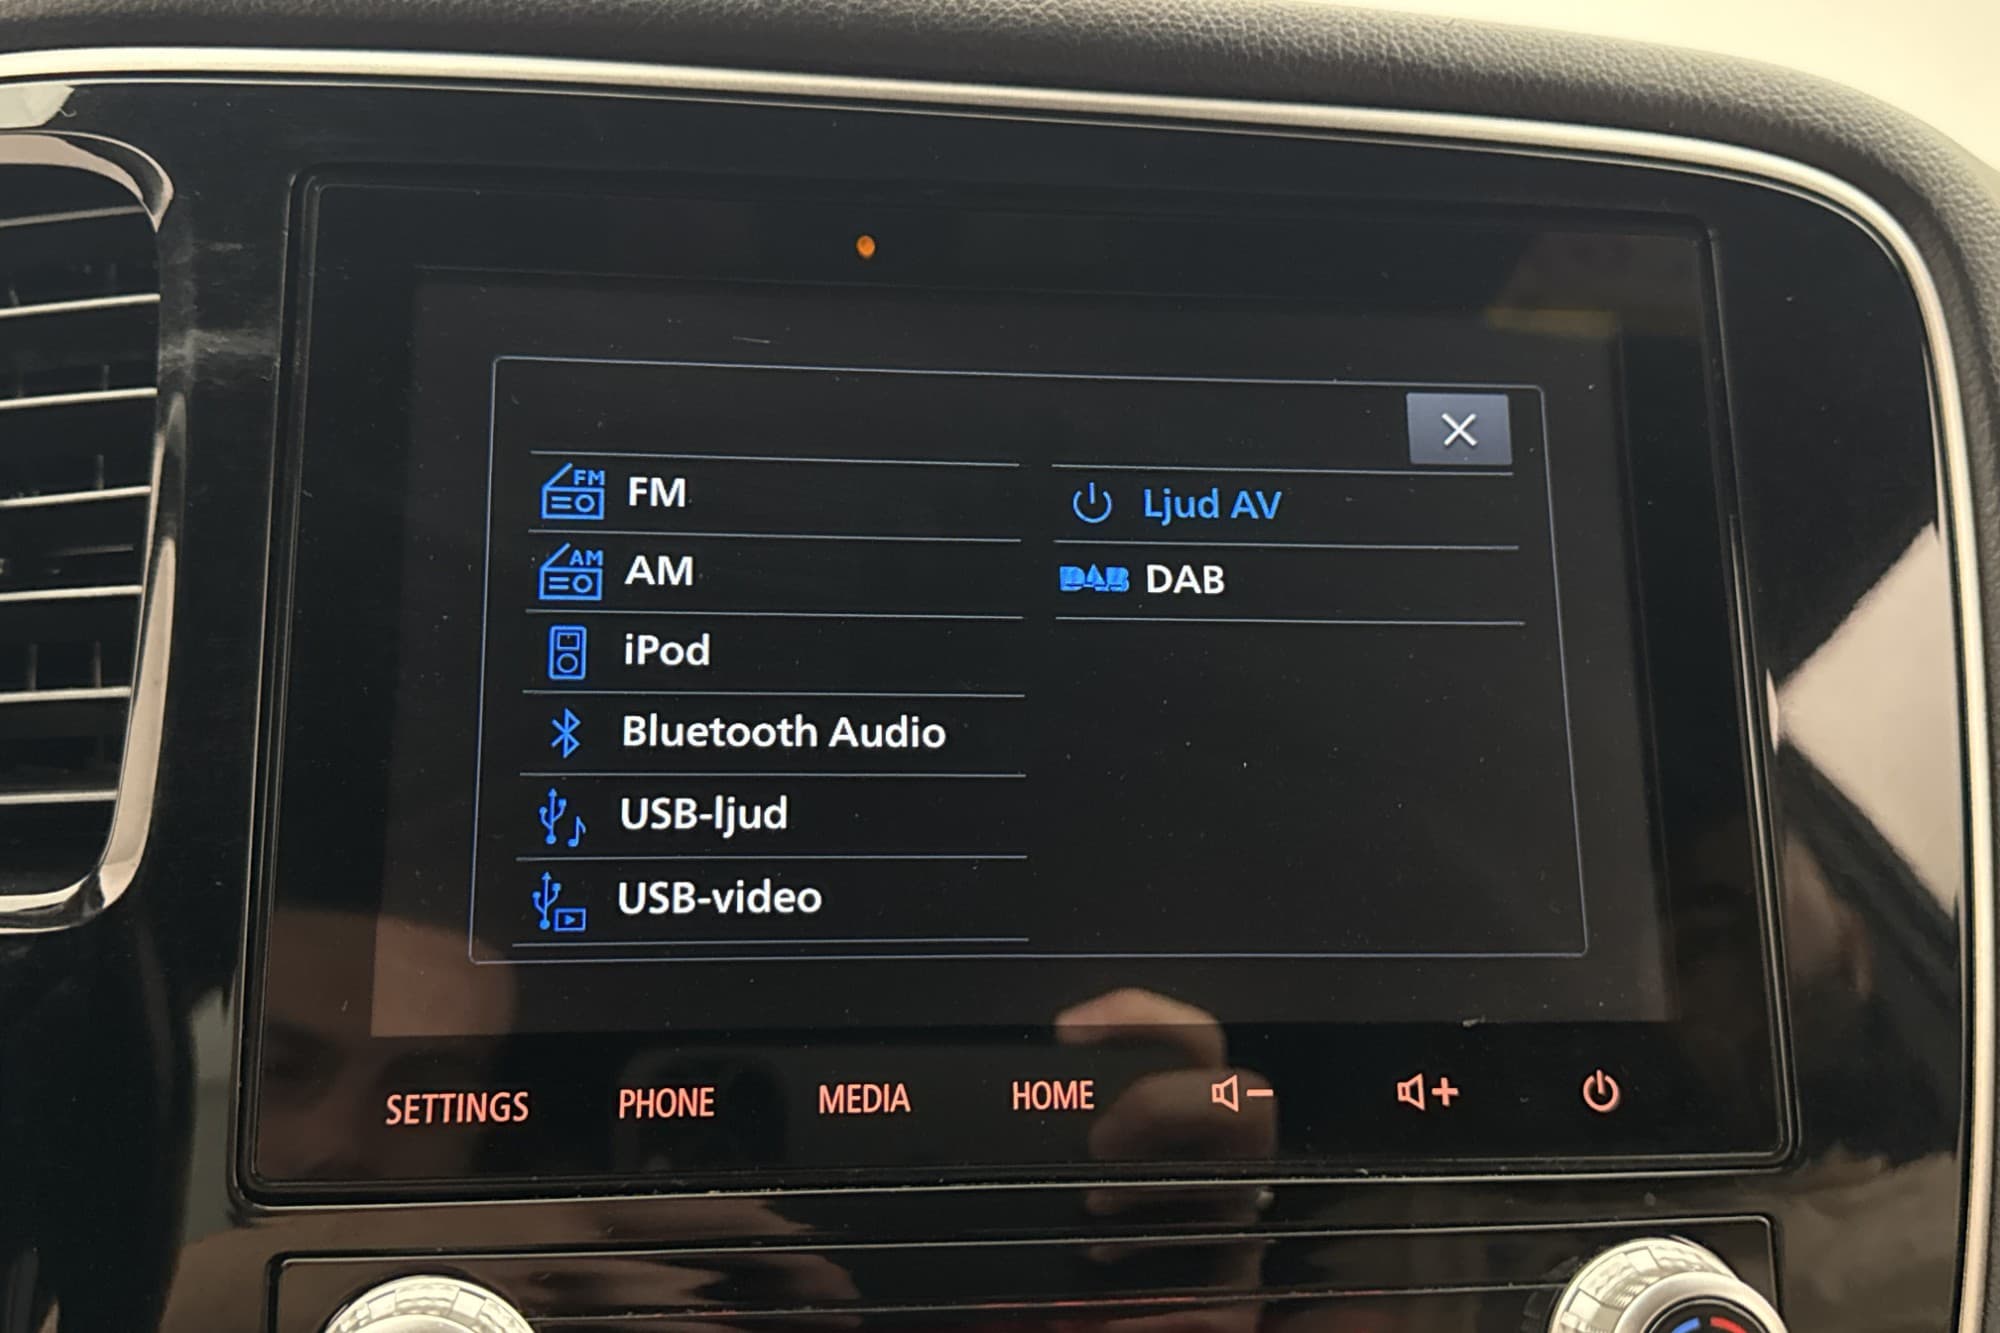 FM FM
AM AM
iPod
Bluetooth Audio
USB-ljud
USB-video
Ljud AV
DAB DAB
SETTINGS PHONE MEDIA HOME